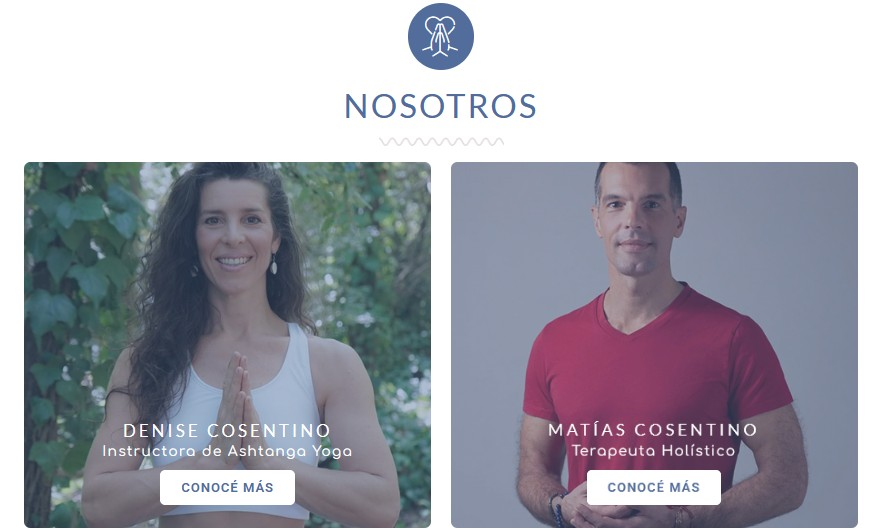 NOSOTROS
DENISE COSENTINO
Instructora de Ashtanga Yoga
CONOCÉ MÁS
MATÍAS COSENTINO
Terapeuta Holístico
CONOCÉ MÁS